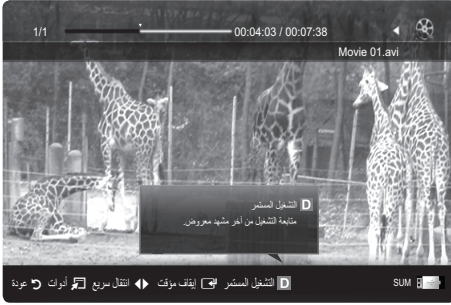 1/1
00:04:03 / 00:07:38
Movie 01.avi
D التشغيل المستمر
متابعة التشغيل من آخر مشهد معروض.
SUM
D التشغيل المستمر إيقاف مؤقت انتقال سريع أدوات عودة